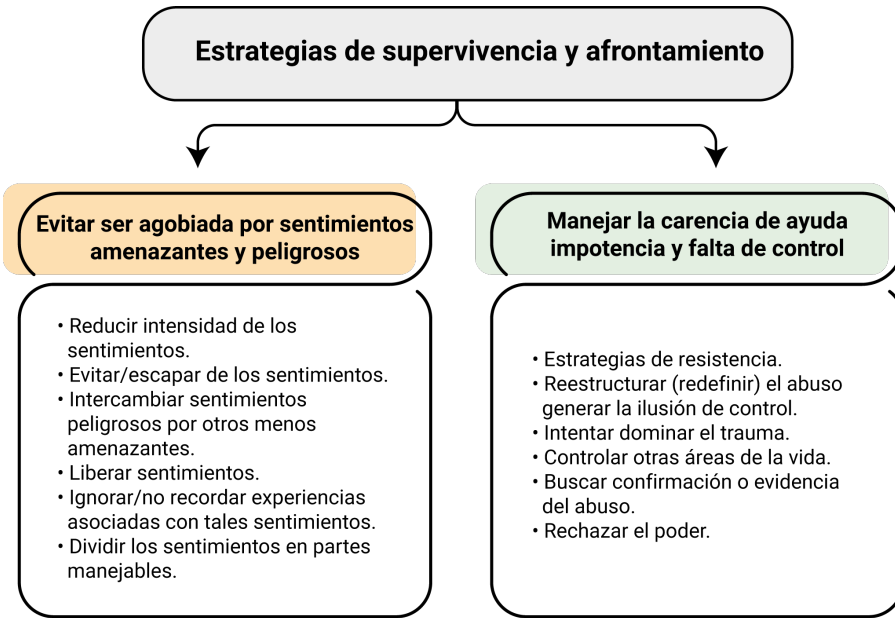 Estrategias de supervivencia y afrontamiento
Evitar ser agobiada por sentimientos
amenazantes y peligrosos
• Reducir intensidad de los
sentimientos.
• Evitar/escapar de los sentimientos.
• Intercambiar sentimientos
peligrosos por otros menos
amenazantes.
• Liberar sentimientos.
• Ignorar/no recordar experiencias
asociadas con tales sentimientos.
• Dividir los sentimientos en partes
manejables.
Manejar la carencia de ayuda
impotencia y falta de control
• Estrategias de resistencia.
• Reestructurar (redefinir) el abuso
generar la ilusión de control.
• Intentar dominar el trauma.
• Controlar otras áreas de la vida.
• Buscar confirmación o evidencia
del abuso.
• Rechazar el poder.